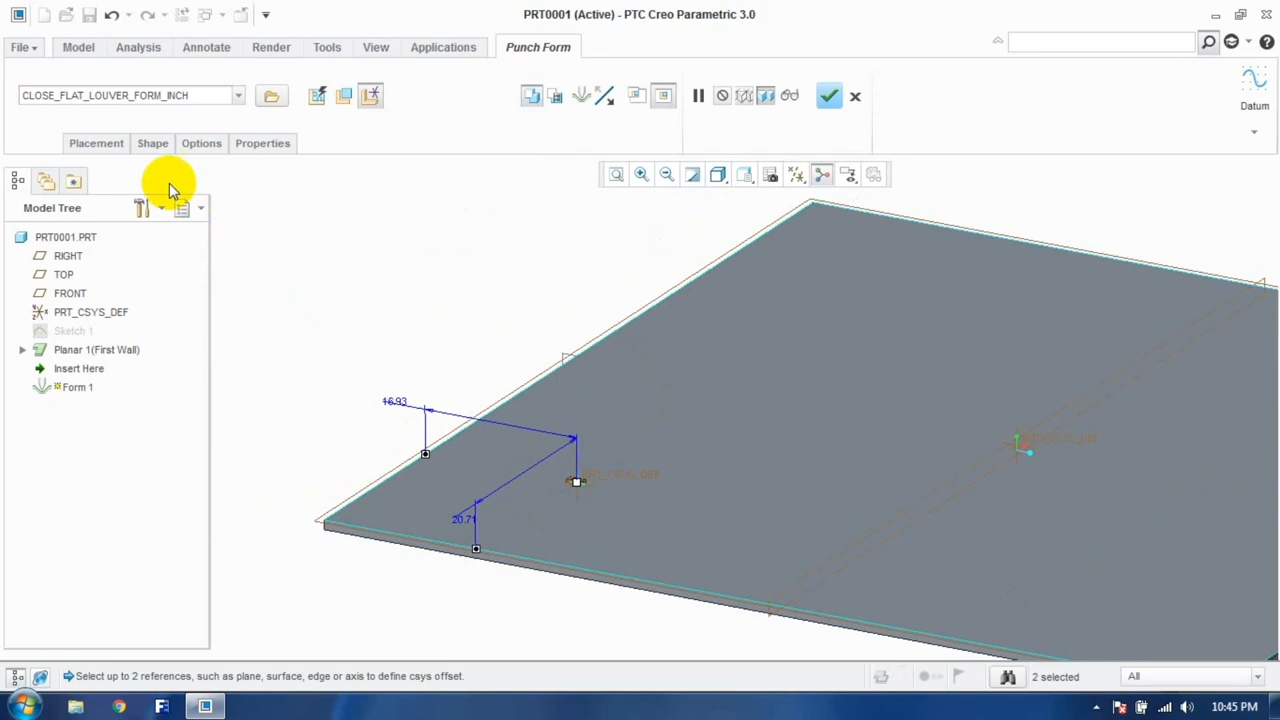 PRT0001 (Active) - PTC Creo Parametric 3.0
File Model Analysis Annotate Render Tools View Applications Punch Form
CLOSE_FLAT_LOUVER_FORM_INCH
Datum
Placement Shape Options Properties
Model Tree
PRT0001.PRT
RIGHT
TOP
FRONT
PRT_CSYS_DEF
Sketch 1
Planar 1(First Wall)
Insert Here
Form 1
16.93
20.71
Select up to 2 references, such as plane, surface, edge or axis to define csys offset.
2 selected
All
10:45 PM